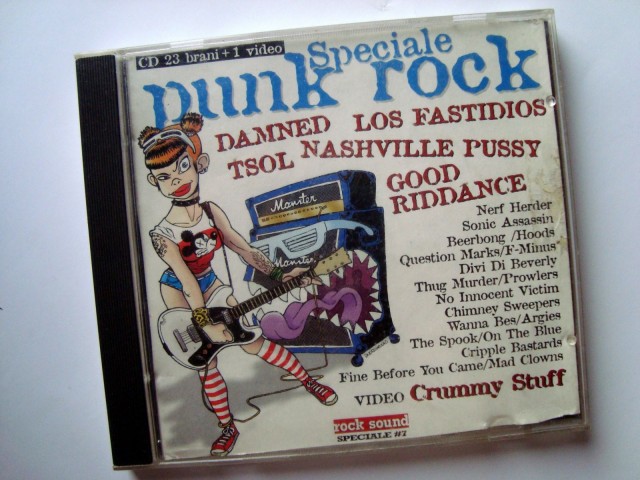 CD 23 brani + 1 video
Speciale
punk rock
DAMNED LOS FASTIDIOS
TSOL NASHVILLE PUSSY
GOOD
RIDDANCE
Manster
Manster
Nerf Herder
Sonic Assassin
Beerbong /Hoods
Question Marks/F-Minus
Divi Di Beverly
Thug Murder/Prowlers
No Innocent Victim
Chimney Sweepers
Wanna Bes/Argies
The Spook/On The Blue
Cripple Bastards
Fine Before You Came/Mad Clowns
VIDEO Crummy Stuff
rock sound
SPECIALE #7